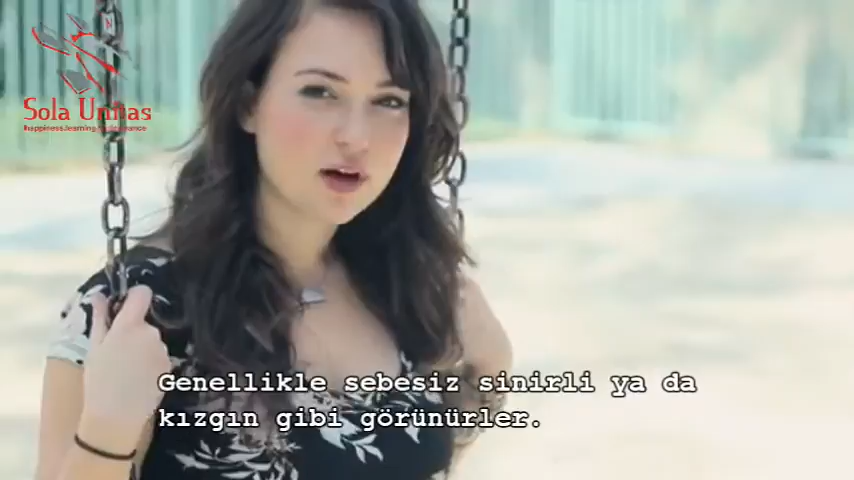 N
Sola Unitas
Genellikle sebesiz sinirli ya da
kızgın gibi görünürler.